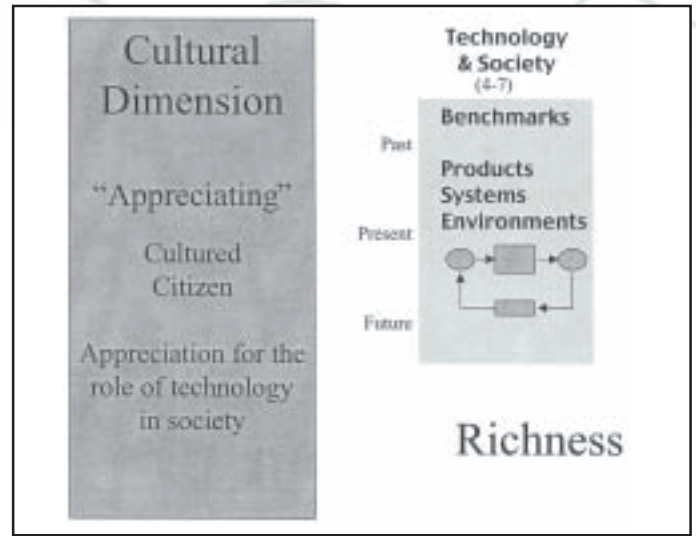 Cultural
Dimension
“Appreciating”
Cultured
Citizen
Appreciation for the
role of technology
in society
Technology
& Society
(4-7)
Benchmarks
Past
Products
Systems
Environments
Present
Future
Richness